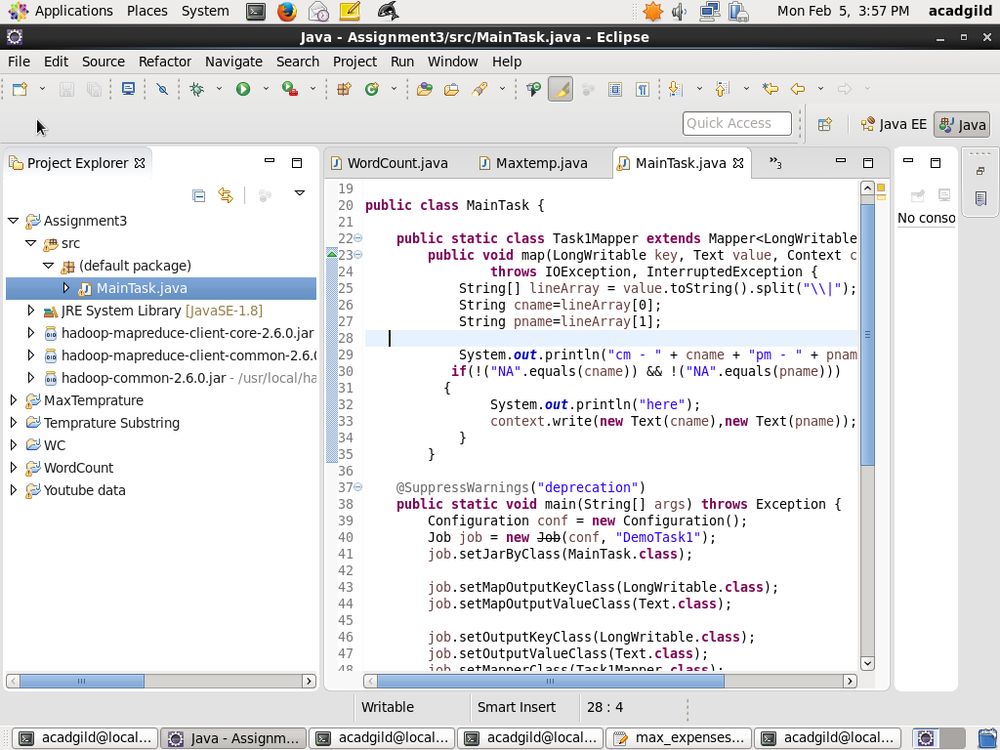 Applications Places System Mon Feb 5, 3:57 PM acadgild
Java - Assignment3/src/MainTask.java - Eclipse
File Edit Source Refactor Navigate Search Project Run Window Help
Quick Access Java EE Java
Project Explorer
Assignment3
src
(default package)
MainTask.java
JRE System Library [JavaSE-1.8]
hadoop-mapreduce-client-core-2.6.0.jar
hadoop-mapreduce-client-common-2.6.0
hadoop-common-2.6.0.jar - /usr/local/ha
MaxTemprature
Temprature Substring
WC
WordCount
Youtube data
WordCount.java Maxtemp.java MainTask.java »3
19
20 public class MainTask {
21
22 public static class Task1Mapper extends Mapper<LongWritable
23 public void map(LongWritable key, Text value, Context c
24 throws IOException, InterruptedException {
25 String[] lineArray = value.toString().split("\\|");
26 String cname=lineArray[0];
27 String pname=lineArray[1];
28
29 System.out.println("cm - " + cname + "pm - " + pnam
30 if(!("NA".equals(cname)) && !("NA".equals(pname)))
31 {
32 System.out.println("here");
33 context.write(new Text(cname),new Text(pname));
34 }
35 }
36
37 @SuppressWarnings("deprecation")
38 public static void main(String[] args) throws Exception {
39 Configuration conf = new Configuration();
40 Job job = new Job(conf, "DemoTask1");
41 job.setJarByClass(MainTask.class);
42
43 job.setMapOutputKeyClass(LongWritable.class);
44 job.setMapOutputValueClass(Text.class);
45
46 job.setOutputKeyClass(LongWritable.class);
47 job.setOutputValueClass(Text.class);
48 job.setMapperClass(Task1Mapper.class);
No conso
Writable Smart Insert 28 : 4
acadgild@local... Java - Assignm... acadgild@local... acadgild@local... max_expenses... acadgild@local...